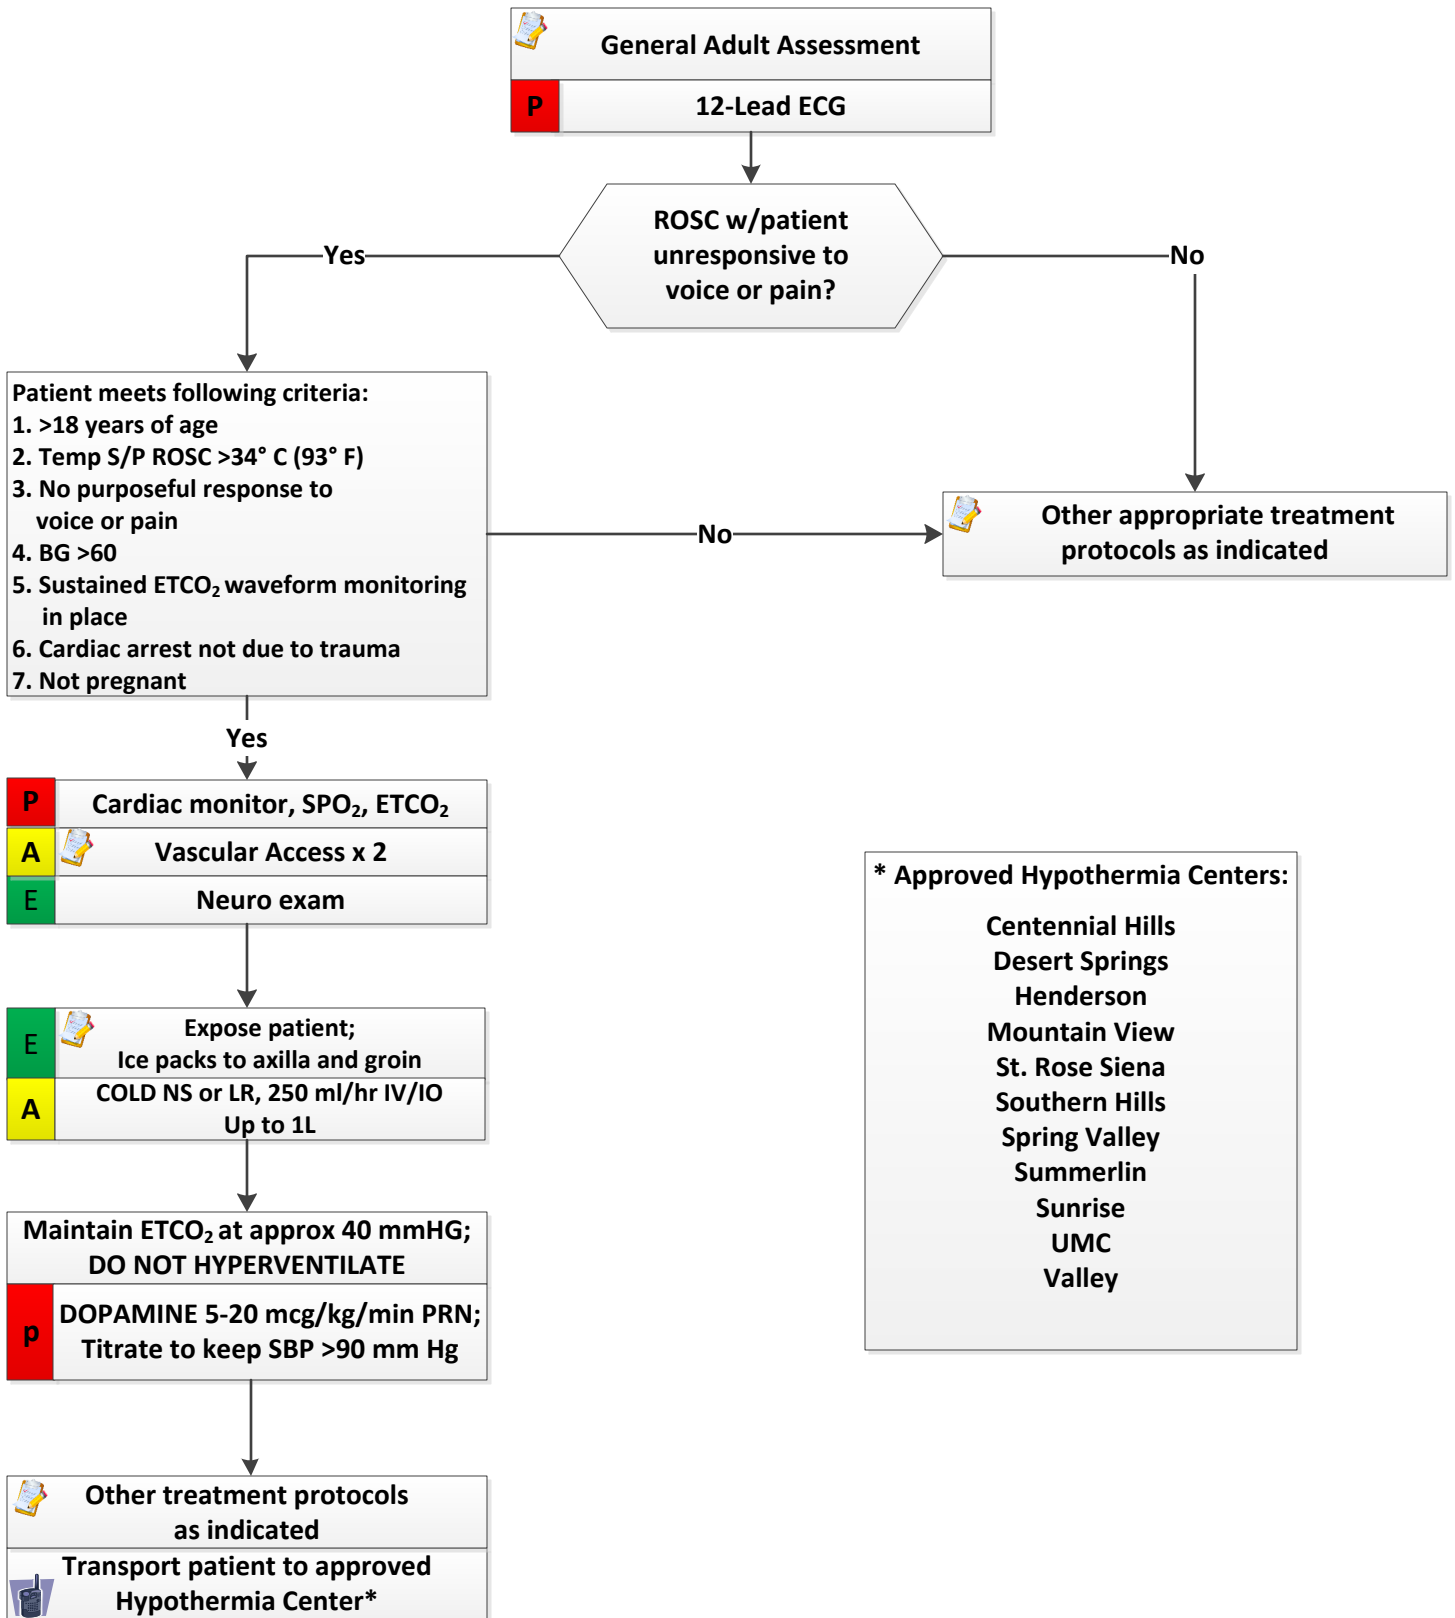 General Adult Assessment
P
12-Lead ECG
ROSC w/patient
unresponsive to
voice or pain?
Yes
No
Patient meets following criteria:
1. >18 years of age
2. Temp S/P ROSC >34° C (93° F)
3. No purposeful response to
voice or pain
4. BG >60
5. Sustained ETCO₂ waveform monitoring
in place
6. Cardiac arrest not due to trauma
7. Not pregnant
No
Other appropriate treatment
protocols as indicated
Yes
P
Cardiac monitor, SPO₂, ETCO₂
A
Vascular Access x 2
E
Neuro exam
E
Expose patient;
Ice packs to axilla and groin
A
COLD NS or LR, 250 ml/hr IV/IO
Up to 1L
Maintain ETCO₂ at approx 40 mmHG;
DO NOT HYPERVENTILATE
p
DOPAMINE 5-20 mcg/kg/min PRN;
Titrate to keep SBP >90 mm Hg
Other treatment protocols
as indicated
Transport patient to approved
Hypothermia Center*
* Approved Hypothermia Centers:
Centennial Hills
Desert Springs
Henderson
Mountain View
St. Rose Siena
Southern Hills
Spring Valley
Summerlin
Sunrise
UMC
Valley